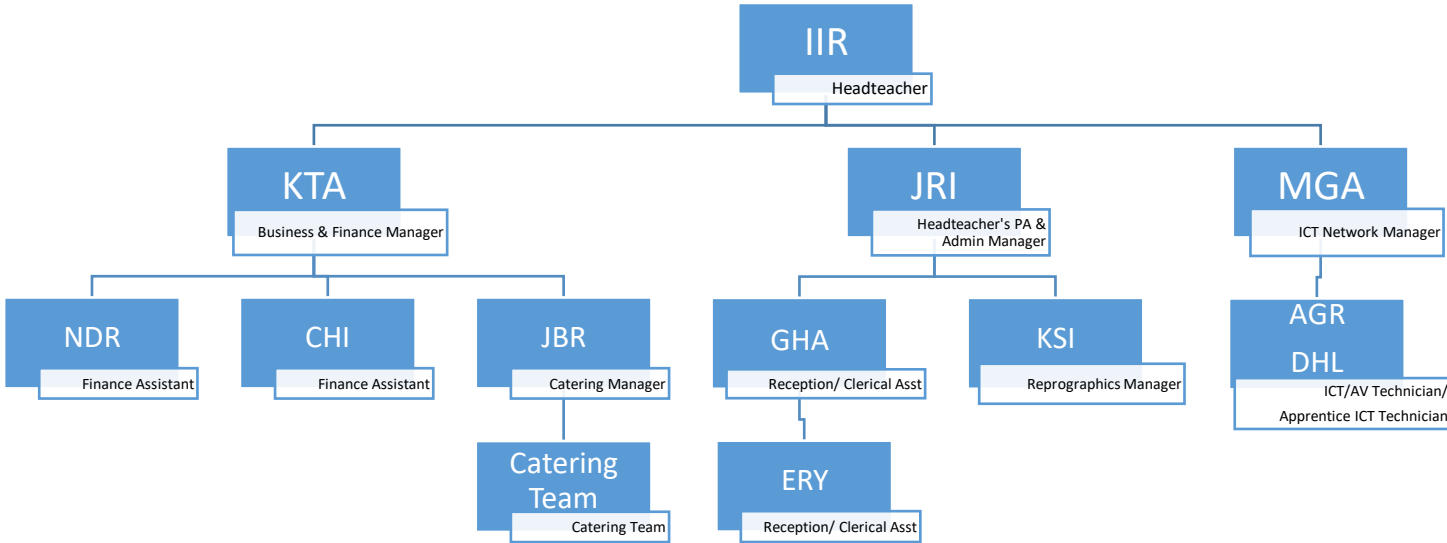 IIR
Headteacher
KTA
Business & Finance Manager
JRI
Headteacher's PA &
Admin Manager
MGA
ICT Network Manager
NDR
Finance Assistant
CHI
Finance Assistant
JBR
Catering Manager
GHA
Reception/ Clerical Asst
KSI
Reprographics Manager
AGR
DHL
ICT/AV Technician/
Apprentice ICT Technician
Catering
Team
Catering Team
ERY
Reception/ Clerical Asst